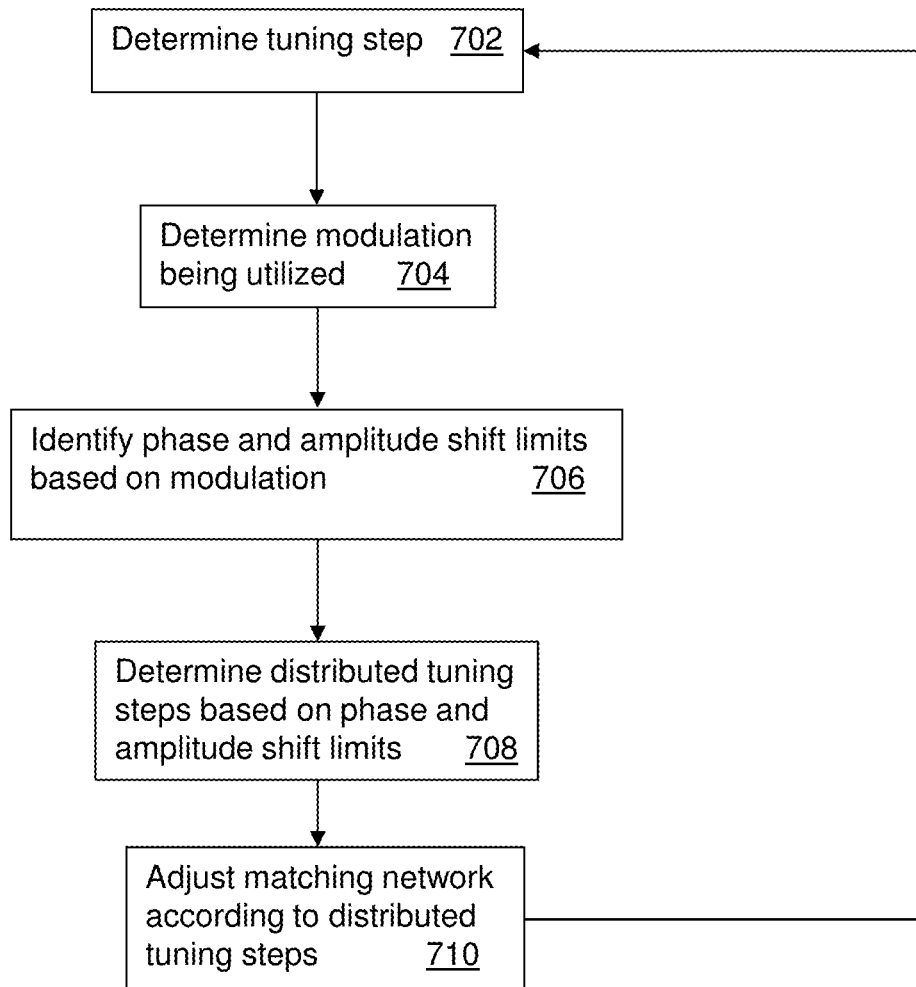 Determine tuning step 702
Determine modulation
being utilized 704
Identify phase and amplitude shift limits
based on modulation 706
Determine distributed tuning
steps based on phase and
amplitude shift limits 708
Adjust matching network
according to distributed
tuning steps 710